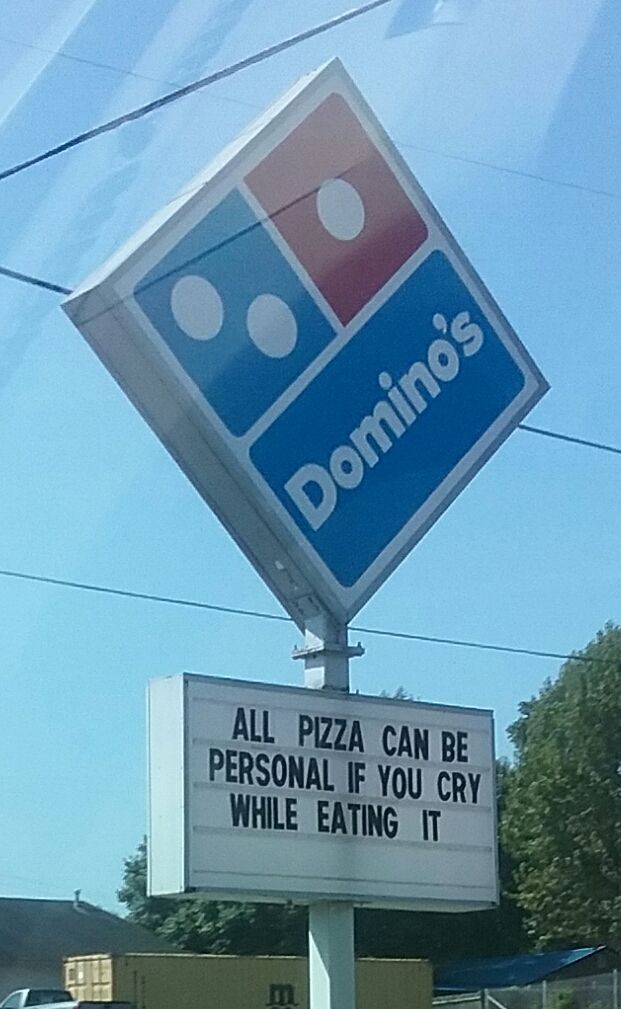 Domino's
ALL PIZZA CAN BE
PERSONAL IF YOU CRY
WHILE EATING IT
m